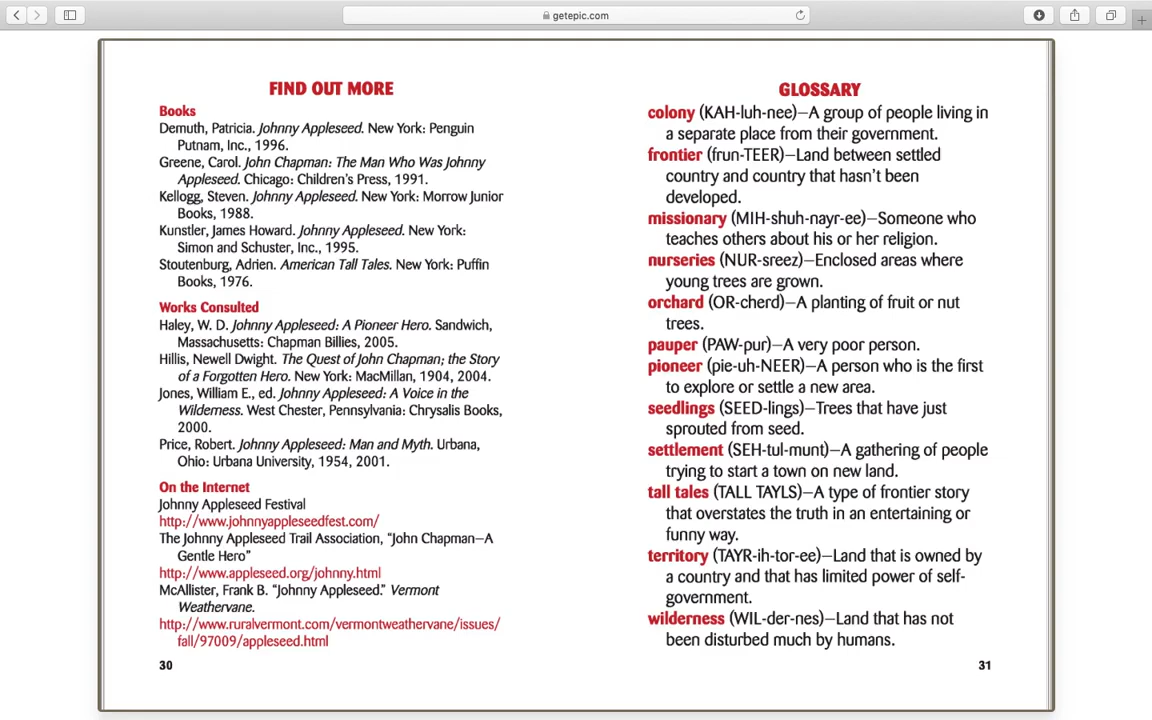 getepic.com
FIND OUT MORE
Books
Demuth, Patricia. Johnny Appleseed. New York: Penguin
Putnam, Inc., 1996.
Greene, Carol. John Chapman: The Man Who Was Johnny
Appleseed. Chicago: Children's Press, 1991.
Kellogg, Steven. Johnny Appleseed. New York: Morrow Junior
Books, 1988.
Kunstler, James Howard. Johnny Appleseed. New York:
Simon and Schuster, Inc., 1995.
Stoutenburg, Adrien. American Tall Tales. New York: Puffin
Books, 1976.
Works Consulted
Haley, W. D. Johnny Appleseed: A Pioneer Hero. Sandwich,
Massachusetts: Chapman Billies, 2005.
Hillis, Newell Dwight. The Quest of John Chapman; the Story
of a Forgotten Hero. New York: MacMillan, 1904, 2004.
Jones, William E., ed. Johnny Appleseed: A Voice in the
Wilderness. West Chester, Pennsylvania: Chrysalis Books,
2000.
Price, Robert. Johnny Appleseed: Man and Myth. Urbana,
Ohio: Urbana University, 1954, 2001.
On the Internet
Johnny Appleseed Festival
http://www.johnnyappleseedfest.com/
The Johnny Appleseed Trail Association, "John Chapman—A
Gentle Hero"
http://www.appleseed.org/johnny.html
McAllister, Frank B. "Johnny Appleseed." Vermont
Weathervane.
http://www.ruralvermont.com/vermontweathervane/issues/
fall/97009/appleseed.html
30
GLOSSARY
colony (KAH-luh-nee)—A group of people living in
a separate place from their government.
frontier (frun-TEER)—Land between settled
country and country that hasn't been
developed.
missionary (MIH-shuh-nayr-ee)—Someone who
teaches others about his or her religion.
nurseries (NUR-sreez)—Enclosed areas where
young trees are grown.
orchard (OR-cherd)—A planting of fruit or nut
trees.
pauper (PAW-pur)—A very poor person.
pioneer (pie-uh-NEER)—A person who is the first
to explore or settle a new area.
seedlings (SEED-lings)—Trees that have just
sprouted from seed.
settlement (SEH-tul-munt)—A gathering of people
trying to start a town on new land.
tall tales (TALL TAYLS)—A type of frontier story
that overstates the truth in an entertaining or
funny way.
territory (TAYR-ih-tor-ee)—Land that is owned by
a country and that has limited power of self-
government.
wilderness (WIL-der-nes)—Land that has not
been disturbed much by humans.
31